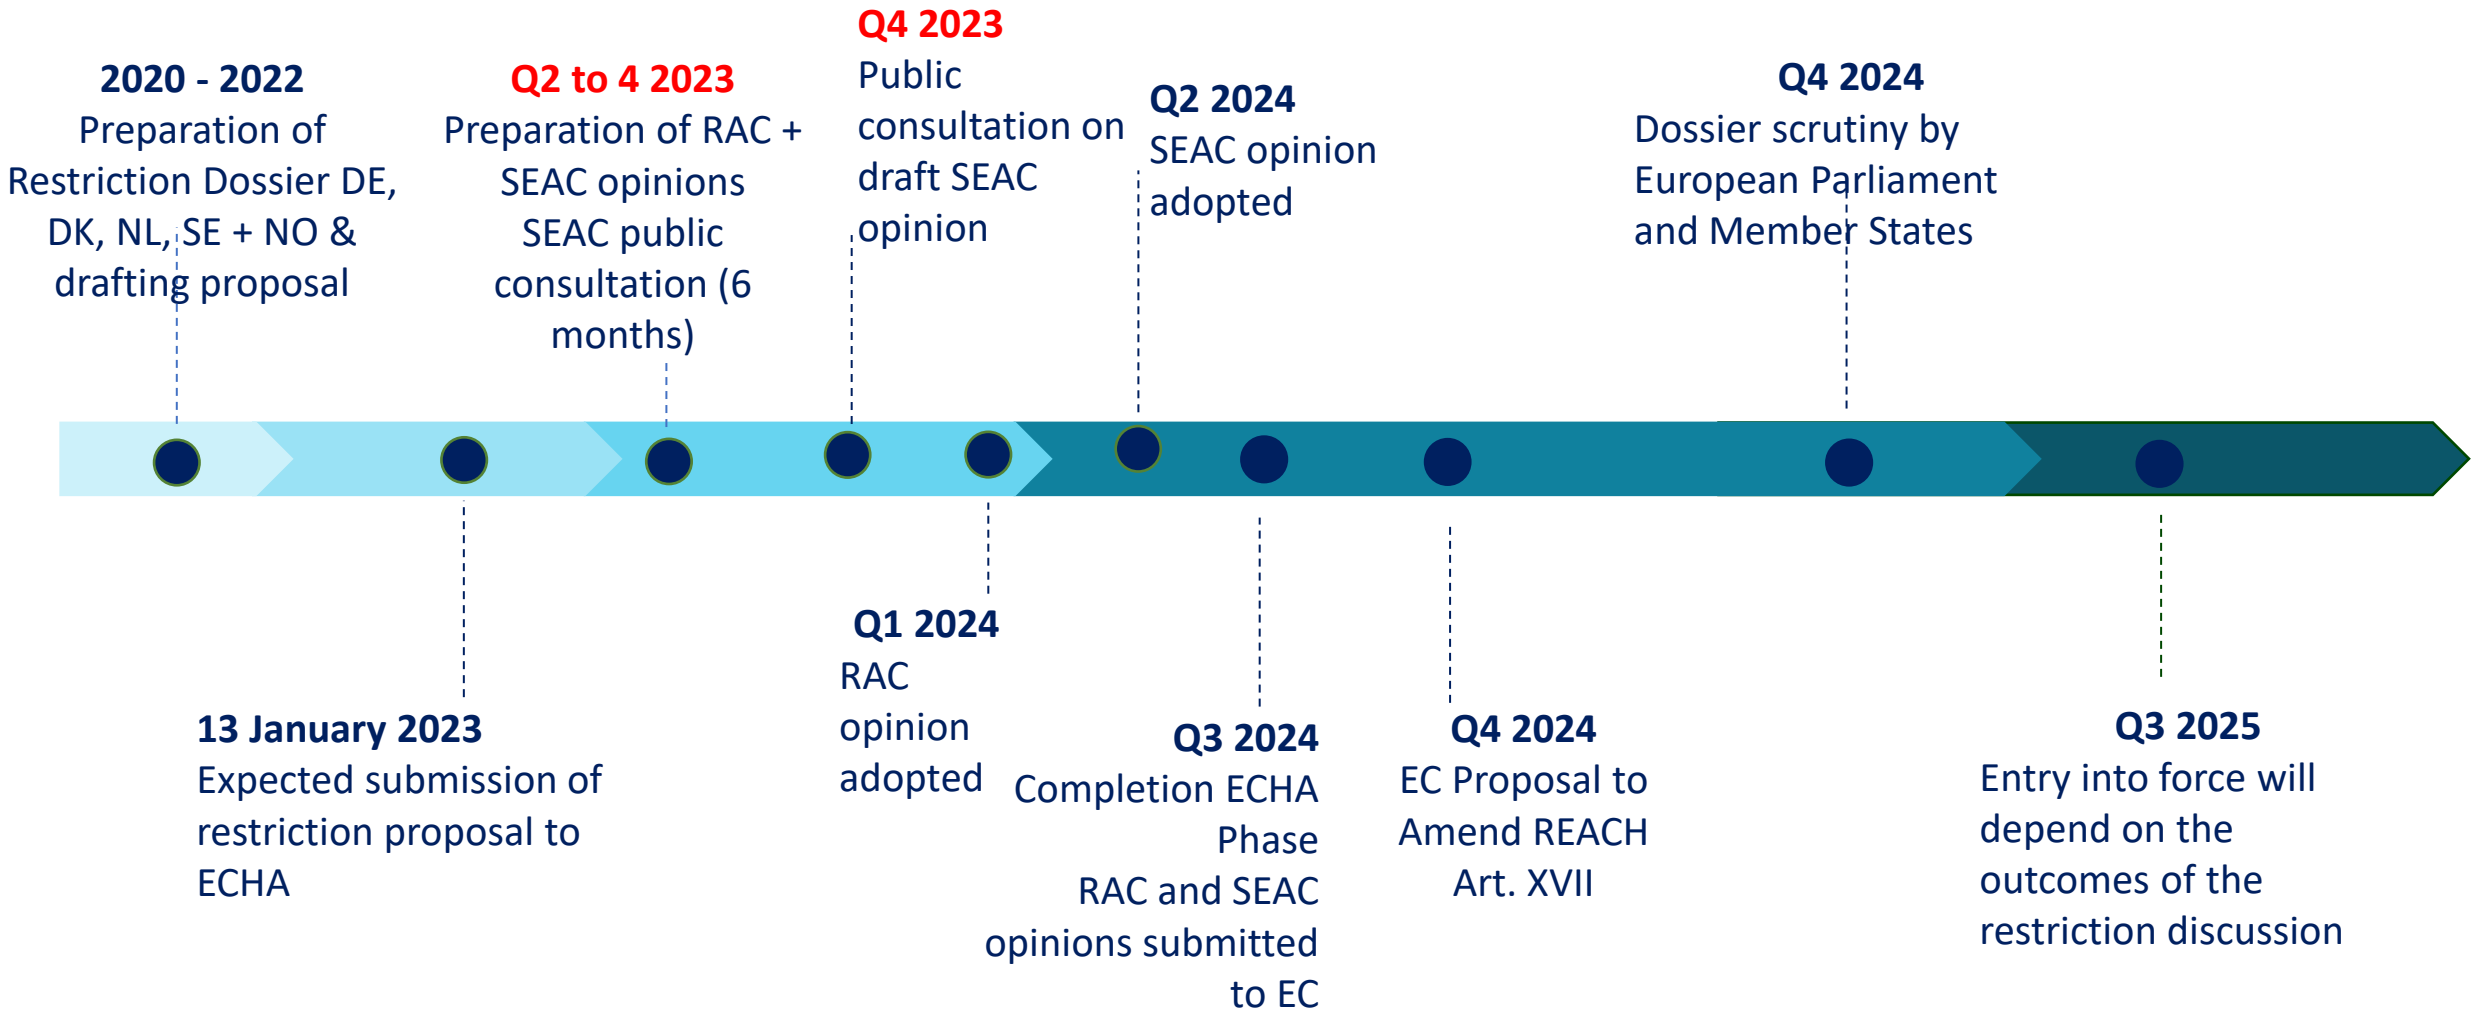 2020 - 2022
Preparation of
Restriction Dossier DE,
DK, NL, SE + NO &
drafting proposal
Q2 to 4 2023
Preparation of RAC +
SEAC opinions
SEAC public
consultation (6
months)
Q4 2023
Public
consultation on
draft SEAC
opinion
Q2 2024
SEAC opinion
adopted
Q4 2024
Dossier scrutiny by
European Parliament
and Member States
13 January 2023
Expected submission of
restriction proposal to
ECHA
Q1 2024
RAC
opinion
adopted
Q3 2024
Completion ECHA
Phase
RAC and SEAC
opinions submitted
to EC
Q4 2024
EC Proposal to
Amend REACH
Art. XVII
Q3 2025
Entry into force will
depend on the
outcomes of the
restriction discussion